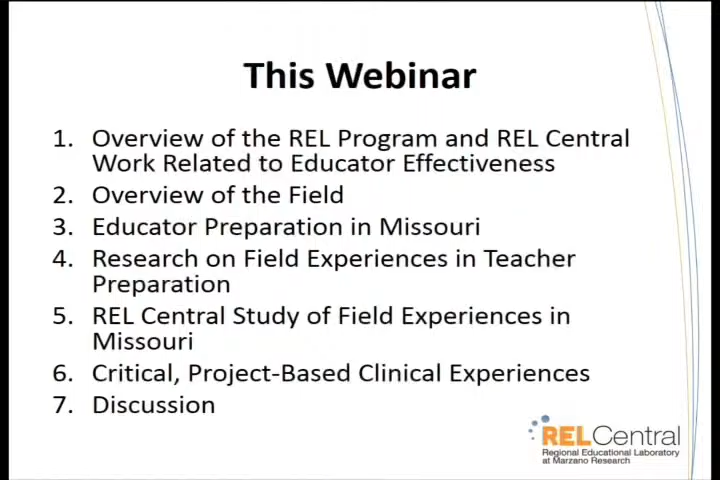 This Webinar
1. Overview of the REL Program and REL Central
Work Related to Educator Effectiveness
2. Overview of the Field
3. Educator Preparation in Missouri
4. Research on Field Experiences in Teacher
Preparation
5. REL Central Study of Field Experiences in
Missouri
6. Critical, Project-Based Clinical Experiences
7. Discussion
REL Central
Regional Educational Laboratory
at Marzano Research